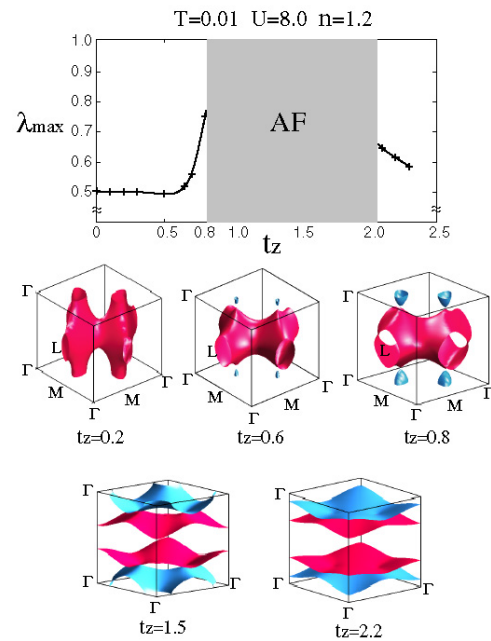 T=0.01 U=8.0 n=1.2
1.0
0.9
0.8
λmax
0.7
0.6
0.5
AF
0 0.2 0.5 0.8 1.0 2.0 2.5
tz
Γ Γ Γ
L L L
Γ Γ Γ Γ Γ
M M M M M M
Γ Γ Γ
tz=0.2 tz=0.6 tz=0.8
Γ Γ
Γ Γ Γ Γ
Γ Γ
tz=1.5 tz=2.2